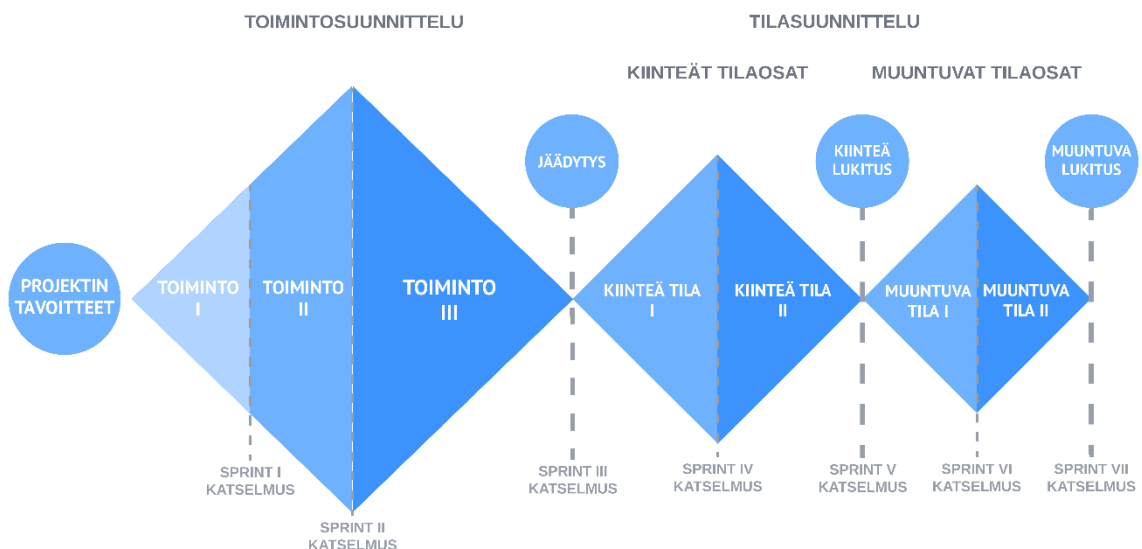 TOIMINTOSUUNNITTELU
TILASUUNNITTELU
KIINTEÄT TILAOSAT
MUUNTUVAT TILAOSAT
JÄÄDYTYS
KIINTEÄ
LUKITUS
MUUNTUVA
LUKITUS
PROJEKTIN
TAVOITTEET
TOIMINTO
I
TOIMINTO
II
TOIMINTO
III
KIINTEÄ TILA
I
KIINTEÄ TILA
II
MUUNTUVA
TILA I
MUUNTUVA
TILA II
SPRINT I
KATSELMUS
SPRINT II
KATSELMUS
SPRINT III
KATSELMUS
SPRINT IV
KATSELMUS
SPRINT V
KATSELMUS
SPRINT VI
KATSELMUS
SPRINT VII
KATSELMUS